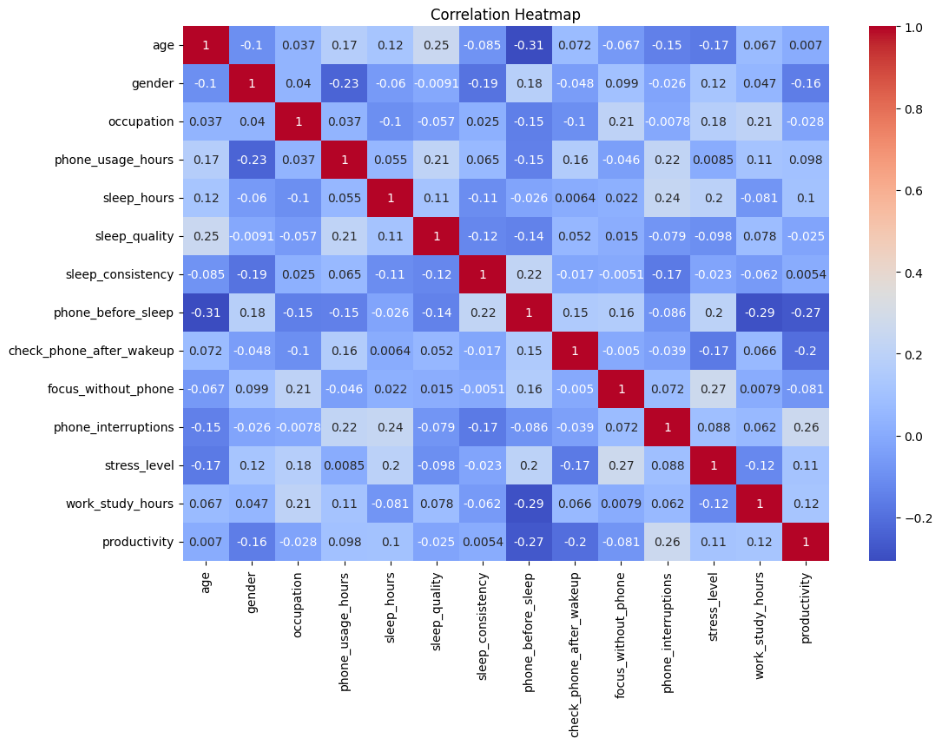 Correlation Heatmap
age 1 -0.1 0.037 0.17 0.12 0.25 -0.085 -0.31 0.072 -0.067 -0.15 -0.17 0.067 0.007
gender -0.1 1 0.04 -0.23 -0.06 -0.0091 -0.19 0.18 -0.048 0.099 -0.026 0.12 0.047 -0.16
occupation 0.037 0.04 1 0.037 -0.1 -0.057 0.025 -0.15 -0.1 0.21 -0.0078 0.18 0.21 -0.028
phone_usage_hours 0.17 -0.23 0.037 1 0.055 0.21 0.065 -0.15 0.16 -0.046 0.22 0.0085 0.11 0.098
sleep_hours 0.12 -0.06 -0.1 0.055 1 0.11 -0.11 -0.026 0.0064 0.022 0.24 0.2 -0.081 0.1
sleep_quality 0.25 -0.0091 -0.057 0.21 0.11 1 -0.12 -0.14 0.052 0.015 -0.079 -0.098 0.078 -0.025
sleep_consistency -0.085 -0.19 0.025 0.065 -0.11 -0.12 1 0.22 -0.017 -0.0051 -0.17 -0.023 -0.062 0.0054
phone_before_sleep -0.31 0.18 -0.15 -0.15 -0.026 -0.14 0.22 1 0.15 0.16 -0.086 0.2 -0.29 -0.27
check_phone_after_wakeup 0.072 -0.048 -0.1 0.16 0.0064 0.052 -0.017 0.15 1 -0.005 -0.039 -0.17 0.066 -0.2
focus_without_phone -0.067 0.099 0.21 -0.046 0.022 0.015 -0.0051 0.16 -0.005 1 0.072 0.27 0.0079 -0.081
phone_interruptions -0.15 -0.026 -0.0078 0.22 0.24 -0.079 -0.17 -0.086 -0.039 0.072 1 0.088 0.062 0.26
stress_level -0.17 0.12 0.18 0.0085 0.2 -0.098 -0.023 0.2 -0.17 0.27 0.088 1 -0.12 0.11
work_study_hours 0.067 0.047 0.21 0.11 -0.081 0.078 -0.062 -0.29 0.066 0.0079 0.062 -0.12 1 0.12
productivity 0.007 -0.16 -0.028 0.098 0.1 -0.025 0.0054 -0.27 -0.2 -0.081 0.26 0.11 0.12 1
age
gender
occupation
phone_usage_hours
sleep_hours
sleep_quality
sleep_consistency
phone_before_sleep
check_phone_after_wakeup
focus_without_phone
phone_interruptions
stress_level
work_study_hours
productivity
1.0
0.8
0.6
0.4
0.2
0.0
−0.2